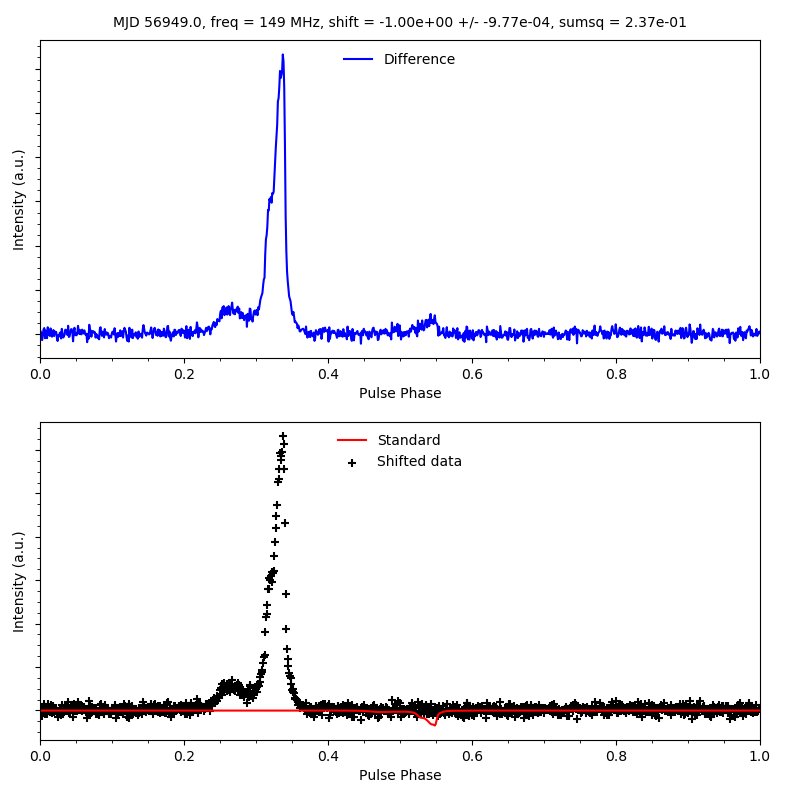 MJD 56949.0, freq = 149 MHz, shift = -1.00e+00 +/- -9.77e-04, sumsq = 2.37e-01
Difference
Intensity (a.u.)
0.0 0.2 0.4 0.6 0.8 1.0
Pulse Phase
Standard
Shifted data
Intensity (a.u.)
0.0 0.2 0.4 0.6 0.8 1.0
Pulse Phase